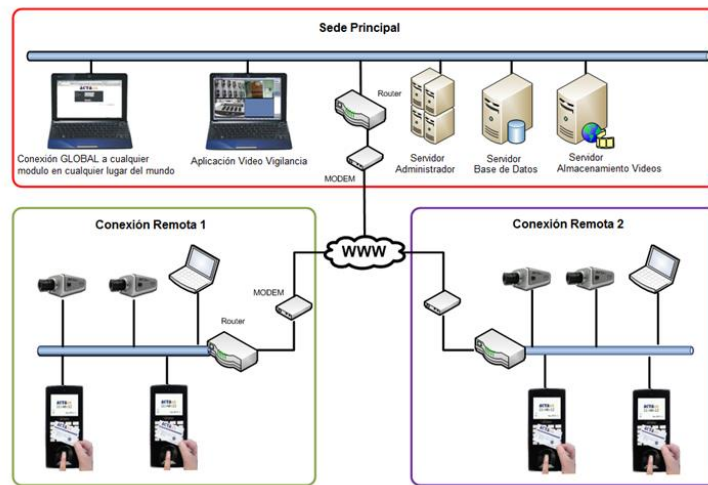 Sede Principal
Router
Conexión GLOBAL a cualquier
modulo en cualquier lugar del mundo
Aplicación Video Vigilancia
MODEM
Servidor
Administrador
Servidor
Base de Datos
Servidor
Almacenamiento Videos
Conexión Remota 1
WWW
Conexión Remota 2
MODEM
Router